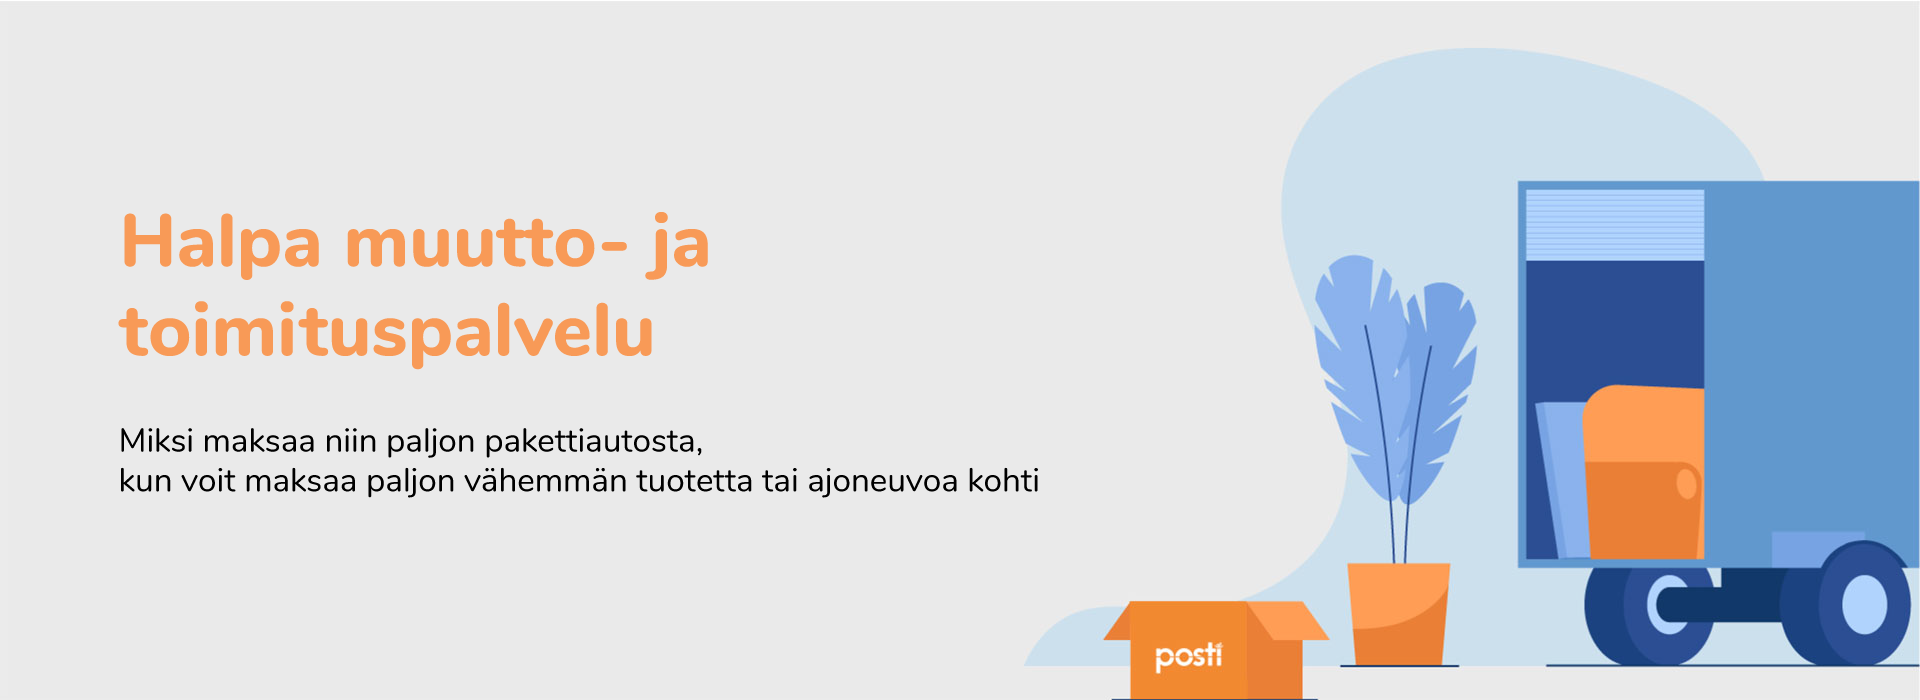 Halpa muutto- ja
toimituspalvelu
Miksi maksaa niin paljon pakettiautosta,
kun voit maksaa paljon vähemmän tuotetta tai ajoneuvoa kohti
posti